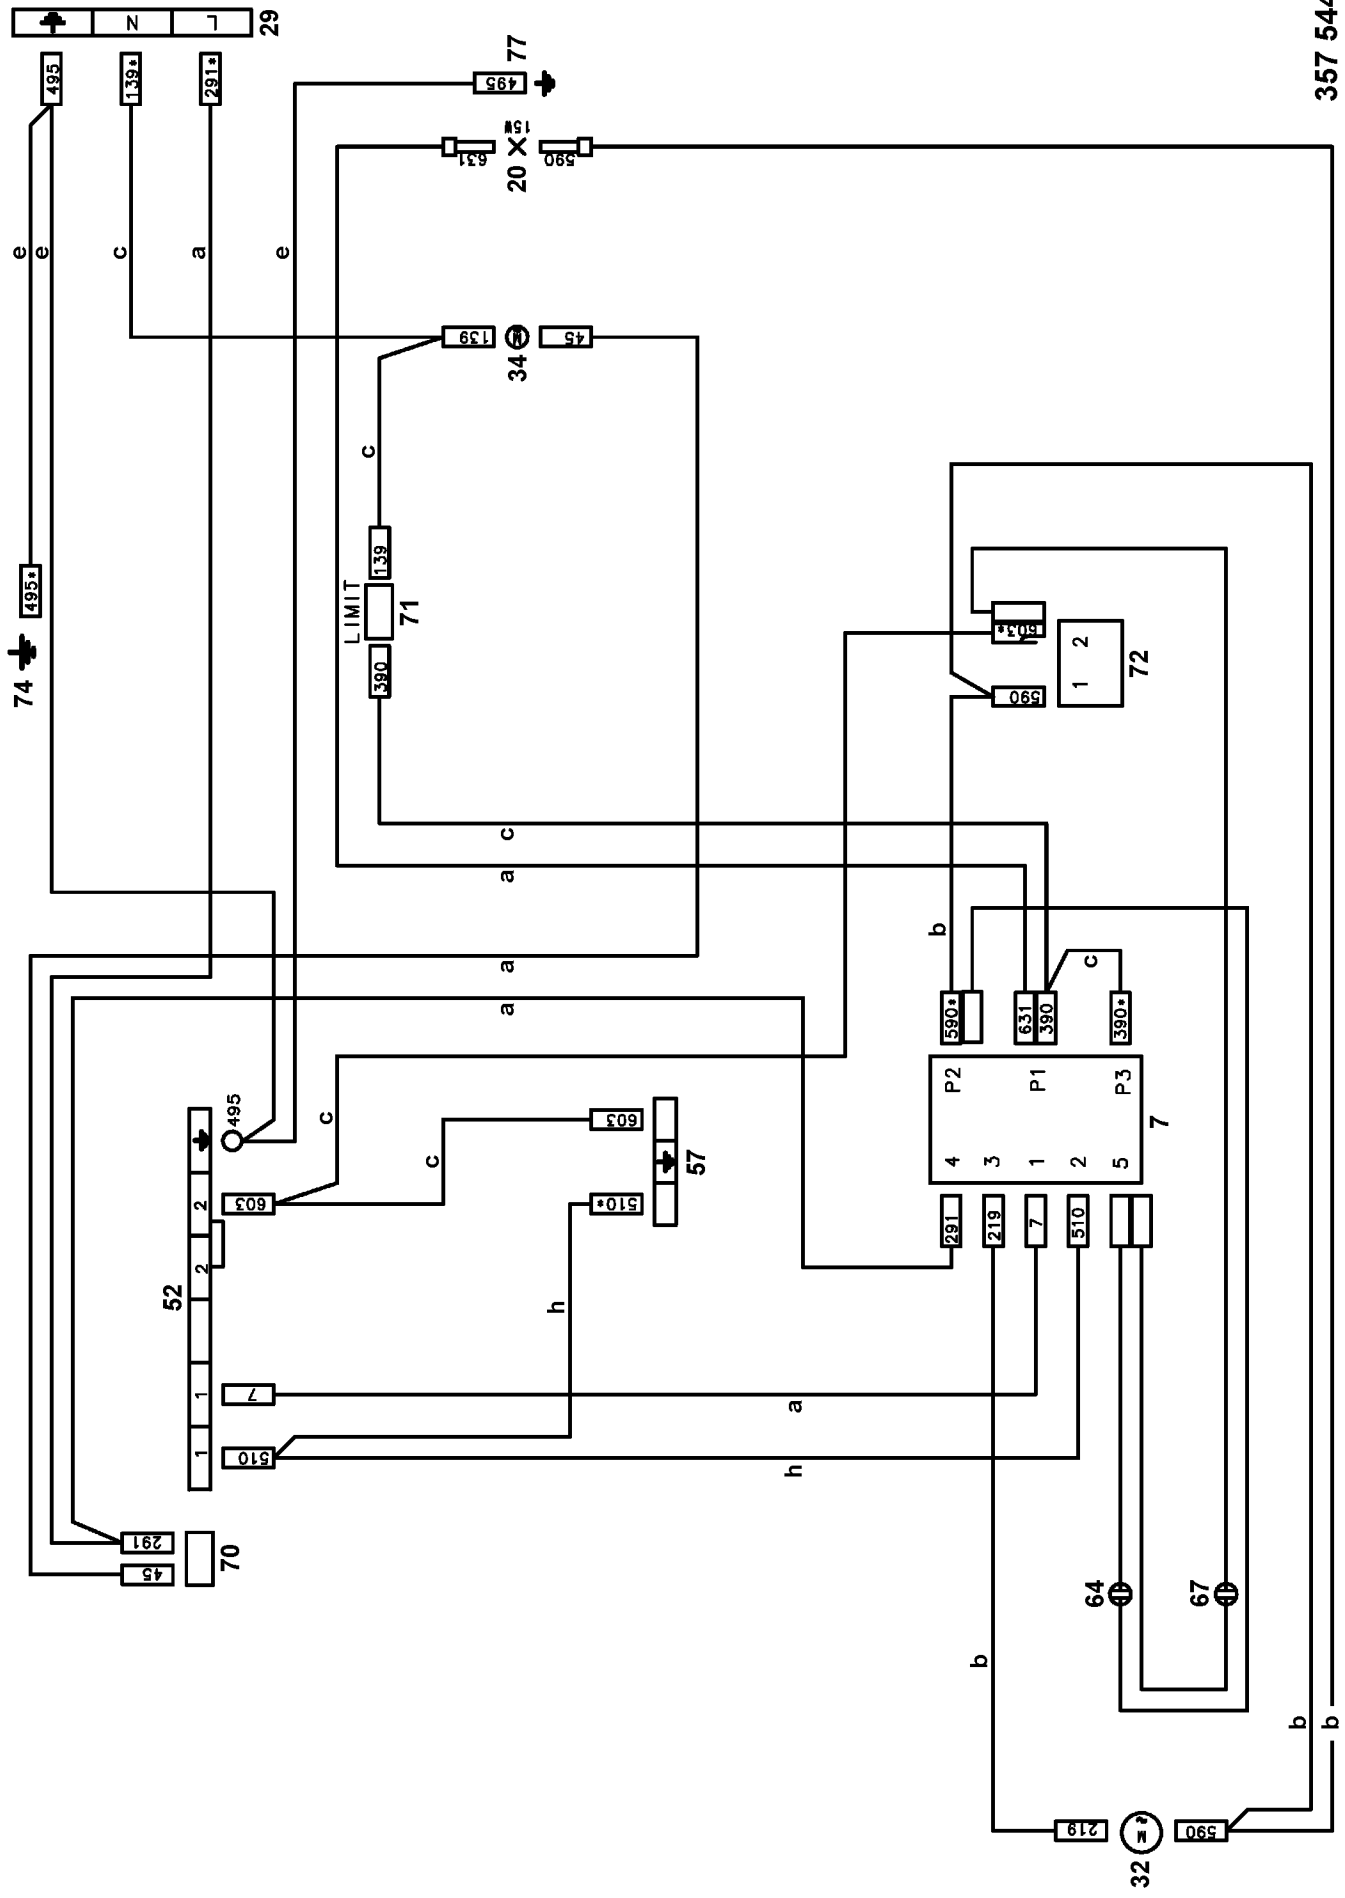 N
L
29
495
139*
291*
77
495
357 544
15W
631
20
590
e
e
c
a
e
139
34
45
c
495*
74
LIMIT
139
71
390
603*
1 2
590
72
c
a
b
a
a
c
590*
631
390
390*
495
P2
P1
P3
7
4
3
1
2
5
c
c
603
57
510*
2
603
2
52
291
219
7
510
h
1
7
a
1
510
h
291
45
70
64
67
b
b
b
219
M
590
32